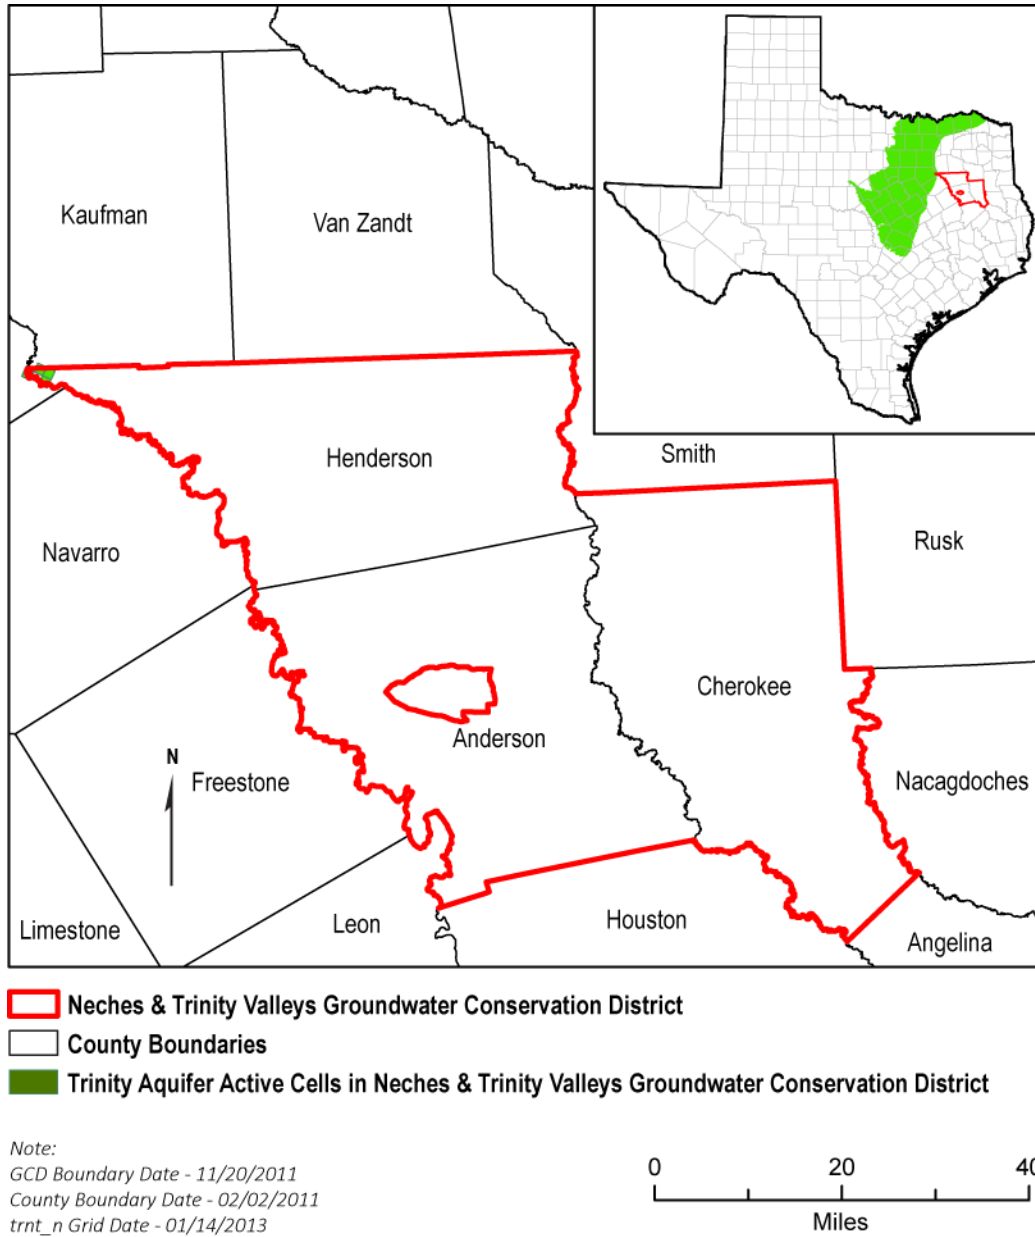 Kaufman
Van Zandt
Henderson
Smith
Navarro
Rusk
Cherokee
Anderson
N
Freestone
Nacagdoches
Limestone
Leon
Houston
Angelina
Neches & Trinity Valleys Groundwater Conservation District
County Boundaries
Trinity Aquifer Active Cells in Neches & Trinity Valleys Groundwater Conservation District
Note:
GCD Boundary Date - 11/20/2011
County Boundary Date - 02/02/2011
trnt_n Grid Date - 01/14/2013
0 20 40
Miles